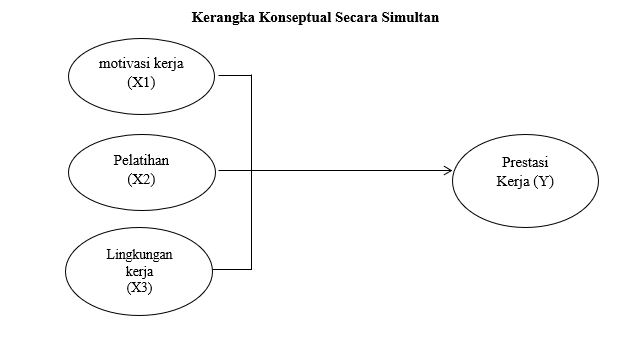 Kerangka Konseptual Secara Simultan
motivasi kerja
(X1)
Pelatihan
(X2)
Lingkungan
kerja
(X3)
Prestasi
Kerja (Y)